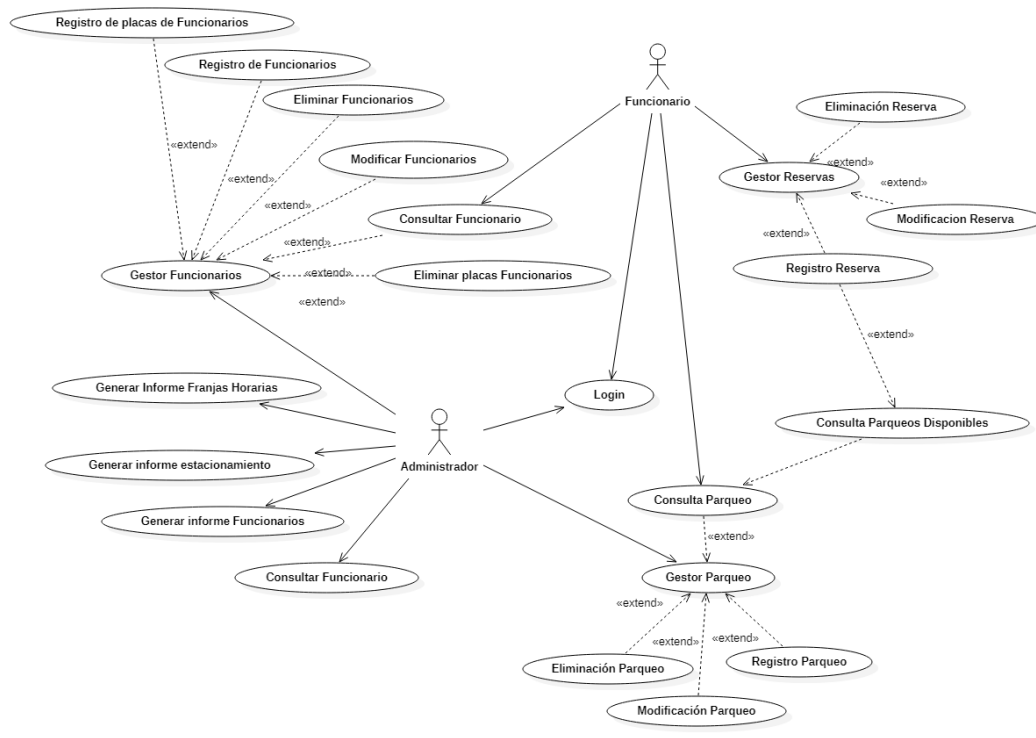 Registro de placas de Funcionarios
Registro de Funcionarios
Eliminar Funcionarios
Funcionario
Eliminación Reserva
«extend»
Modificar Funcionarios
«extend»
«extend»
Gestor Reservas
«extend»
Consultar Funcionario
Modificacion Reserva
«extend»
«extend»
Gestor Funcionarios
«extend»
Eliminar placas Funcionarios
Registro Reserva
«extend»
«extend»
Generar Informe Franjas Horarias
Login
Consulta Parqueos Disponibles
Generar informe estacionamiento
Administrador
Consulta Parqueo
Generar informe Funcionarios
«extend»
Consultar Funcionario
Gestor Parqueo
«extend»
«extend»
«extend»
Eliminación Parqueo
Registro Parqueo
Modificación Parqueo